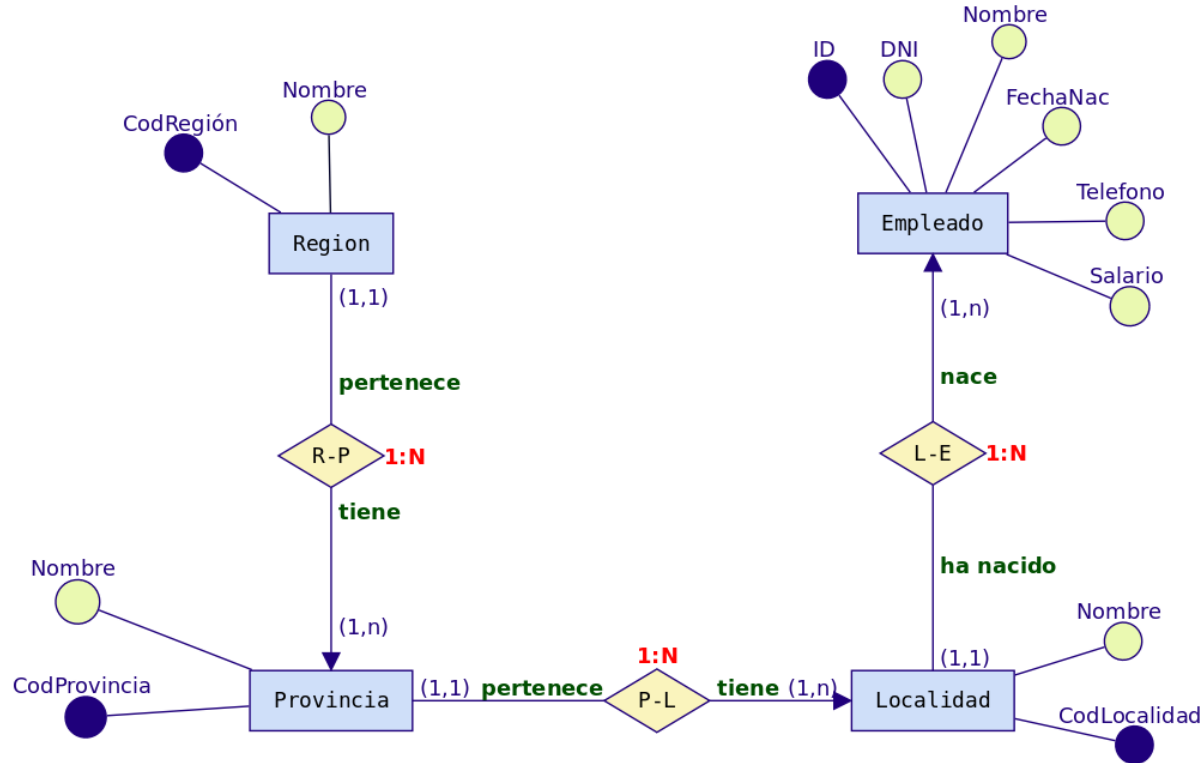 Nombre
ID
DNI
FechaNac
Nombre
CodRegión
Telefono
Empleado
Region
Salario
(1,1)
(1,n)
pertenece
nace
R-P
1:N
L-E
1:N
tiene
ha nacido
Nombre
Nombre
(1,n)
1:N
(1,1)
CodProvincia
Provincia
(1,1)
pertenece
P-L
tiene
(1,n)
Localidad
CodLocalidad